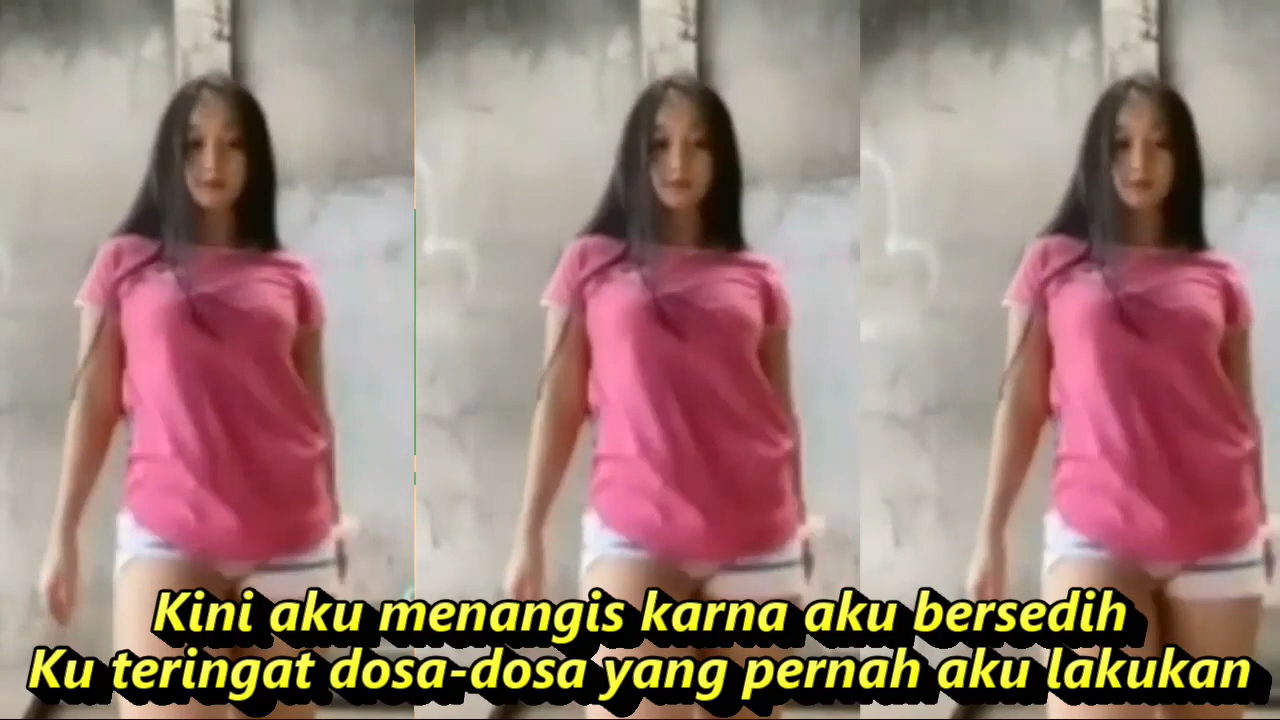 Kini aku menangis karna aku bersedih
Ku teringat dosa-dosa yang pernah aku lakukan